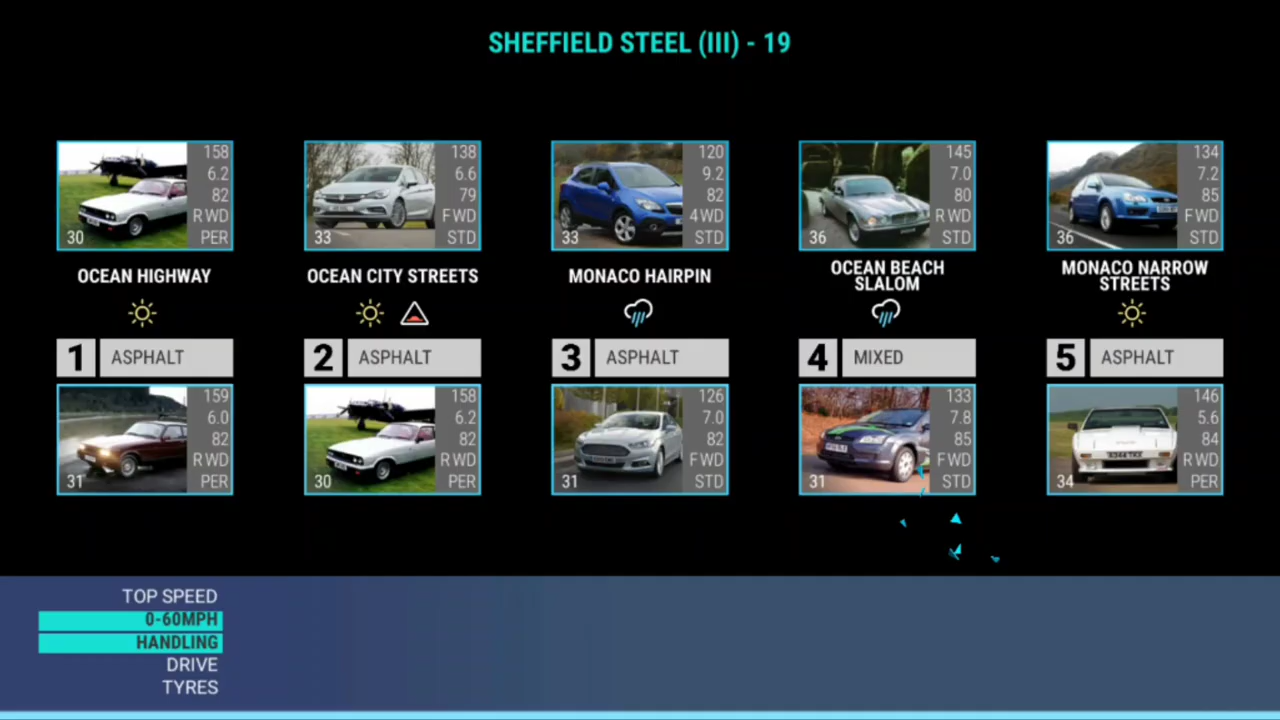 SHEFFIELD STEEL (III) - 19
158
6.2
82
RWD
30 PER
138
6.6
79
FWD
33 STD
120
9.2
82
4WD
33 STD
145
7.0
80
RWD
36 STD
134
7.2
85
FWD
36 STD
OCEAN HIGHWAY
OCEAN CITY STREETS
MONACO HAIRPIN
OCEAN BEACH
SLALOM
MONACO NARROW
STREETS
1 ASPHALT
2 ASPHALT
3 ASPHALT
4 MIXED
5 ASPHALT
159
6.0
82
RWD
31 PER
158
6.2
82
RWD
30 PER
126
7.0
82
FWD
31 STD
133
7.8
85
FWD
31 STD
146
5.6
84
RWD
34 PER
TOP SPEED
0-60MPH
HANDLING
DRIVE
TYRES